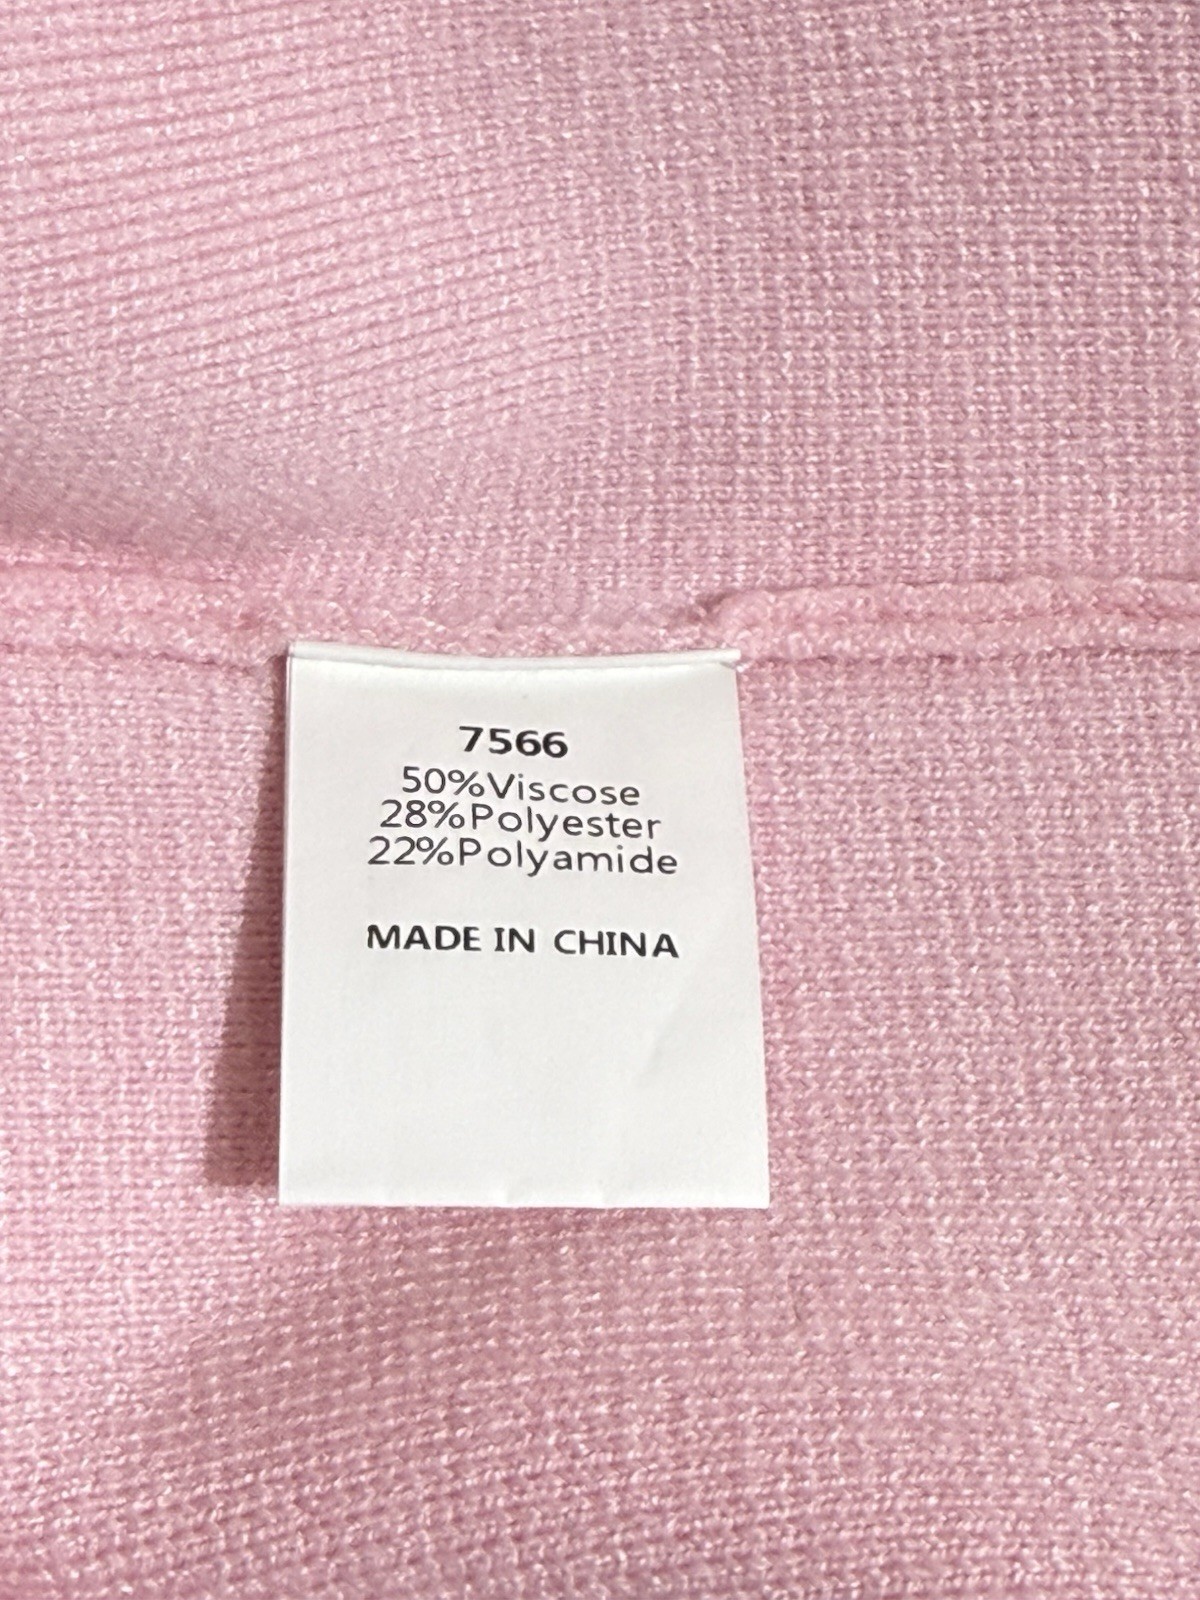 7566
50%Viscose
28%Polyester
22%Polyamide
MADE IN CHINA